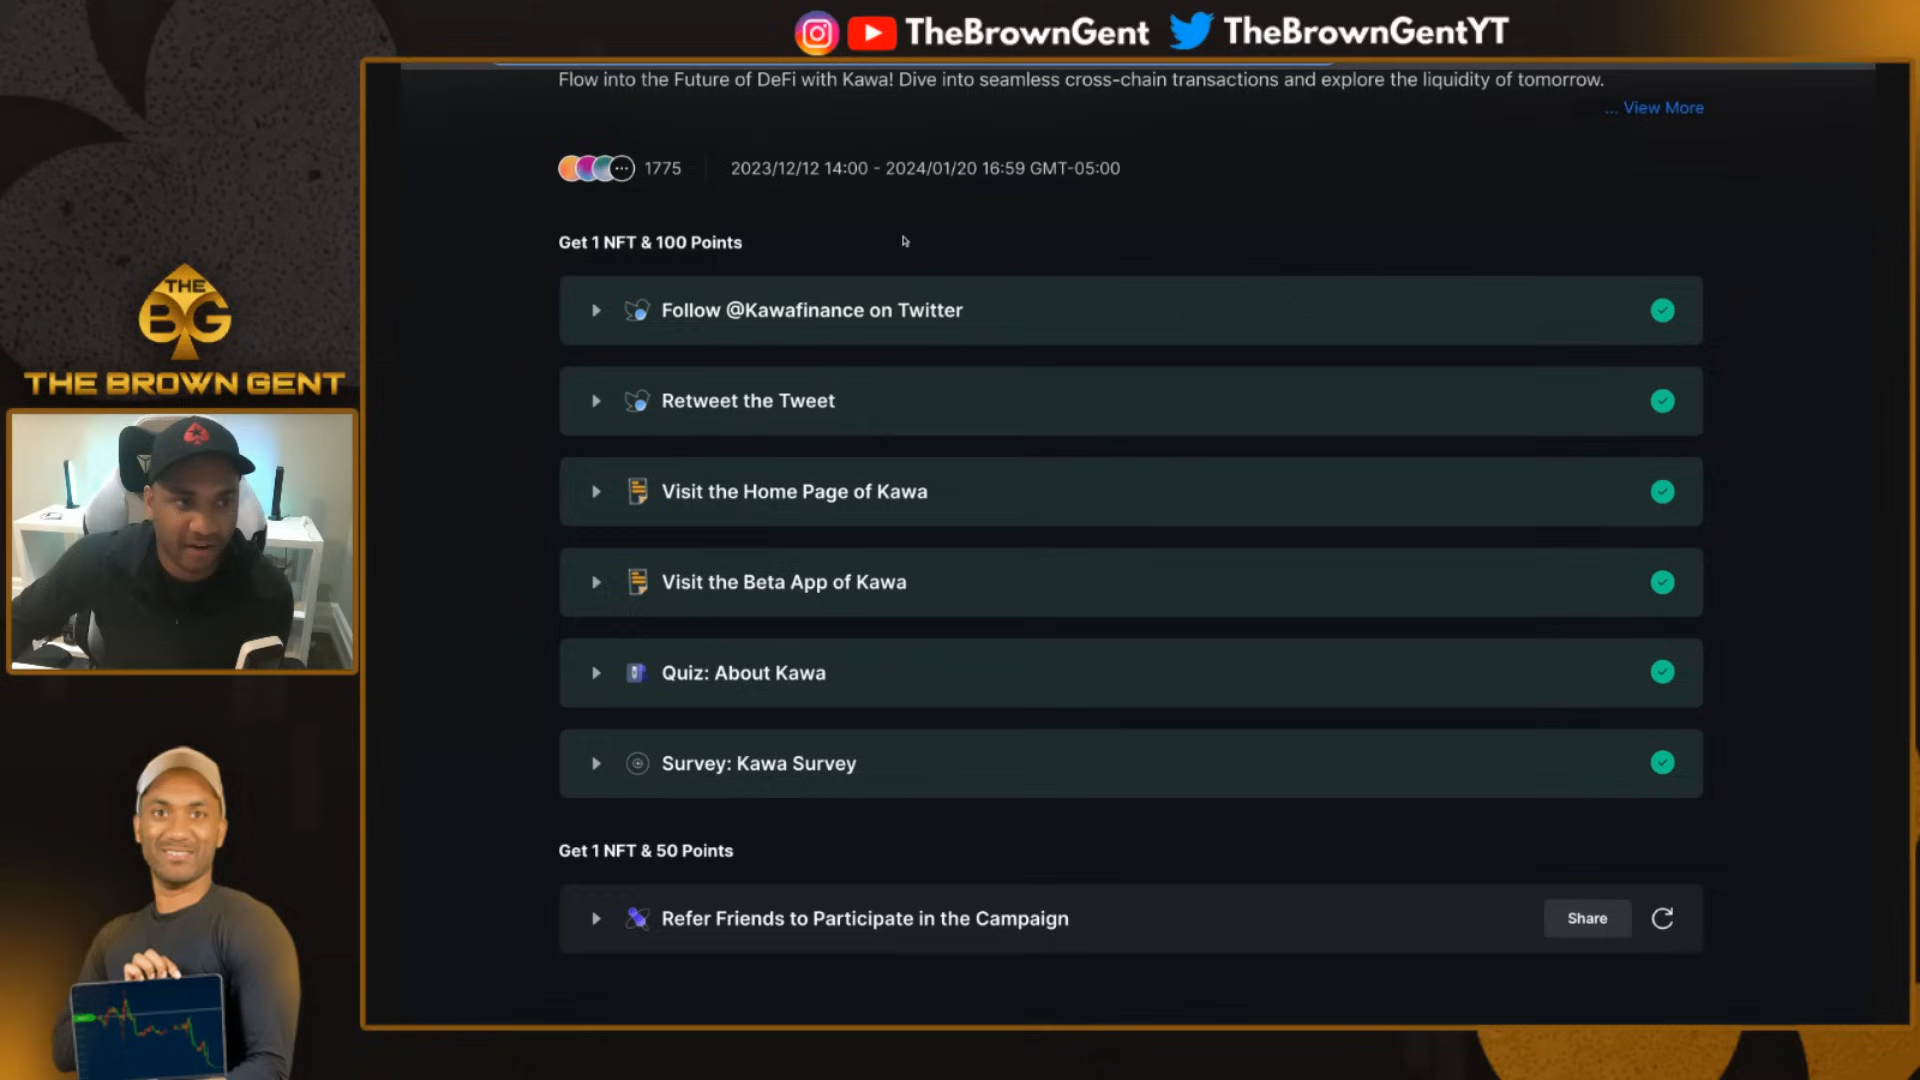 TheBrownGent TheBrownGentYT
Flow into the Future of DeFi with Kawa! Dive into seamless cross-chain transactions and explore the liquidity of tomorrow.
... View More
1775 2023/12/12 14:00 - 2024/01/20 16:59 GMT-05:00
Get 1 NFT & 100 Points
Follow @Kawafinance on Twitter
Retweet the Tweet
Visit the Home Page of Kawa
Visit the Beta App of Kawa
Quiz: About Kawa
Survey: Kawa Survey
Get 1 NFT & 50 Points
Refer Friends to Participate in the Campaign Share
THE
BG
THE BROWN GENT